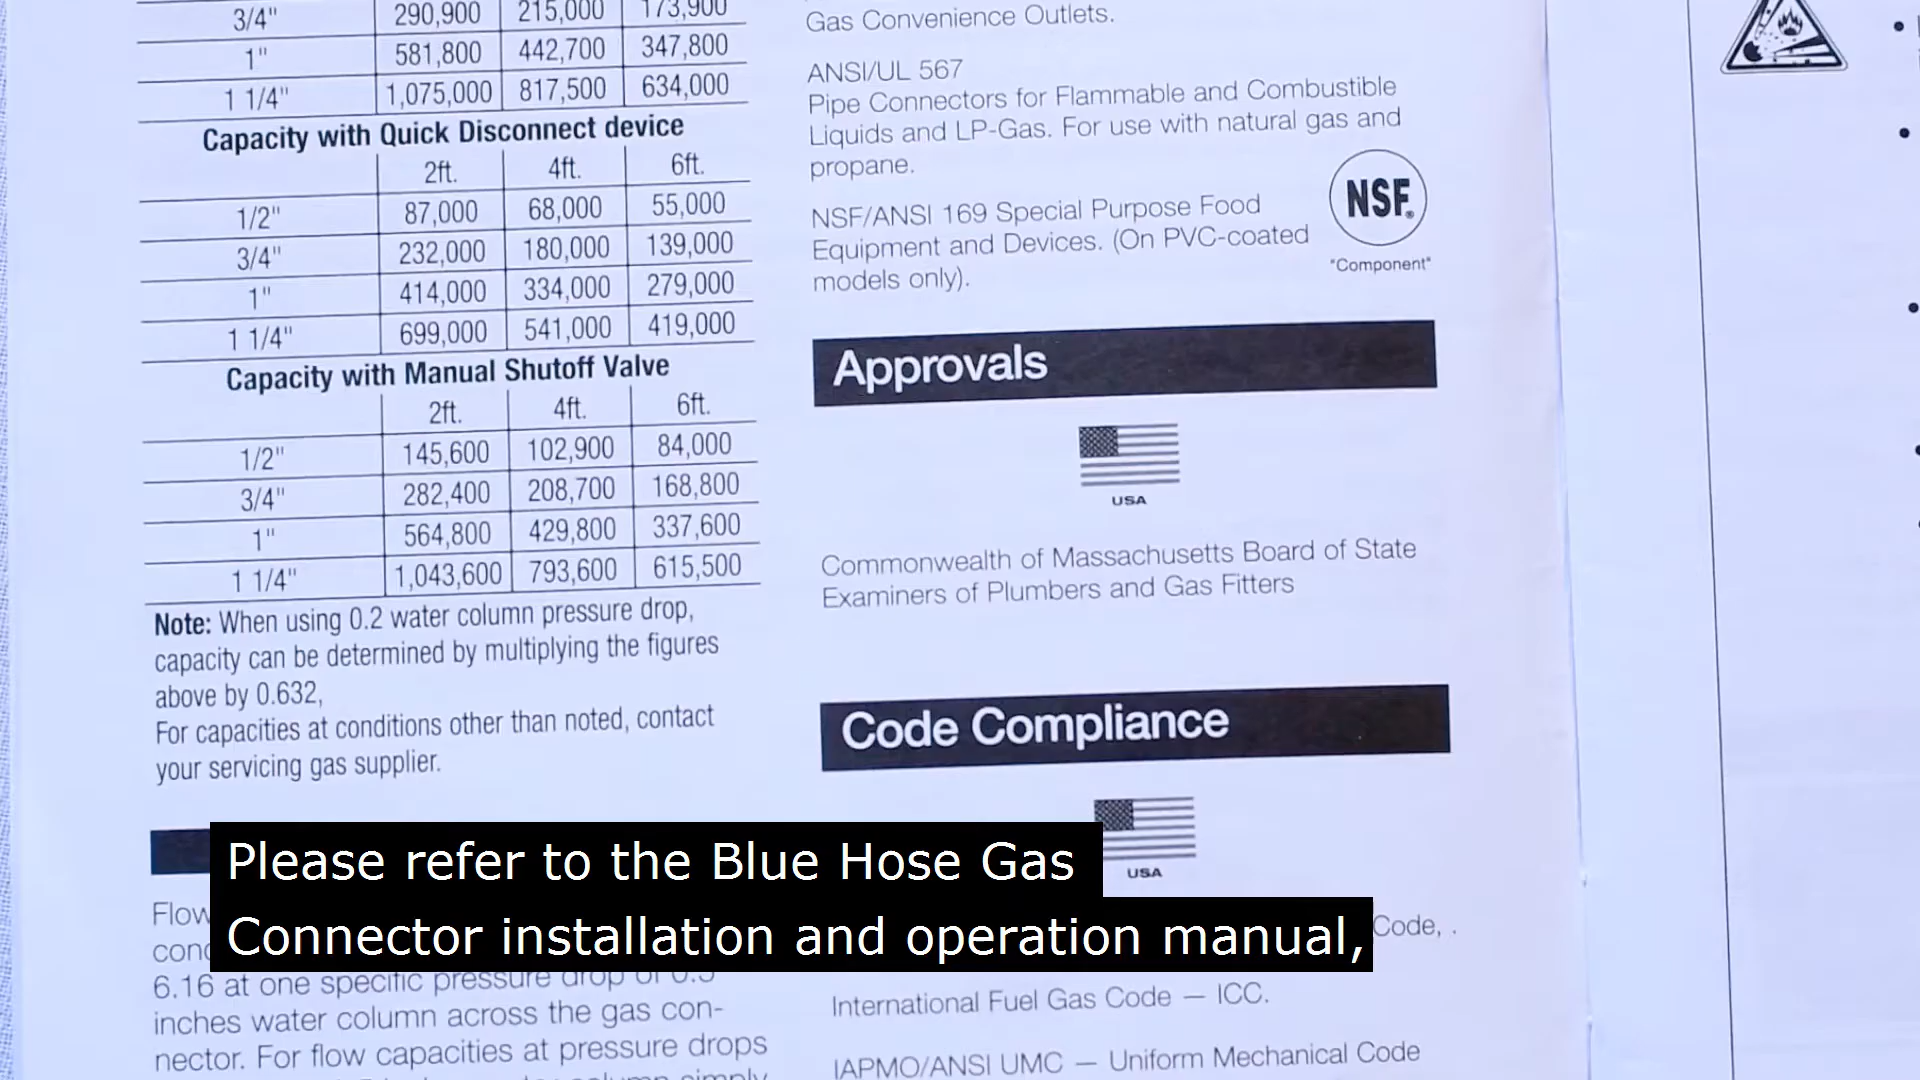 3/4" 290,900 215,000 173,900
1" 581,800 442,700 347,800
1 1/4" 1,075,000 817,500 634,000
Capacity with Quick Disconnect device
2ft. 4ft. 6ft.
1/2" 87,000 68,000 55,000
3/4" 232,000 180,000 139,000
1" 414,000 334,000 279,000
1 1/4" 699,000 541,000 419,000
Capacity with Manual Shutoff Valve
2ft. 4ft. 6ft.
1/2" 145,600 102,900 84,000
3/4" 282,400 208,700 168,800
1" 564,800 429,800 337,600
1 1/4" 1,043,600 793,600 615,500
Note: When using 0.2 water column pressure drop,
capacity can be determined by multiplying the figures
above by 0.632,
For capacities at conditions other than noted, contact
your servicing gas supplier.
Flow
6.16 at one specific pressure drop of 0.5
inches water column across the gas con-
nector. For flow capacities at pressure drops
simply
Gas Convenience Outlets.
ANSI/UL 567
Pipe Connectors for Flammable and Combustible
Liquids and LP-Gas. For use with natural gas and
propane.
NSF/ANSI 169 Special Purpose Food
Equipment and Devices. (On PVC-coated
models only).
NSF®
"Component"
Approvals
USA
Commonwealth of Massachusetts Board of State
Examiners of Plumbers and Gas Fitters
Code Compliance
USA
Code, .
International Fuel Gas Code — ICC.
IAPMO/ANSI UMC — Uniform Mechanical Code
Please refer to the Blue Hose Gas
Connector installation and operation manual,